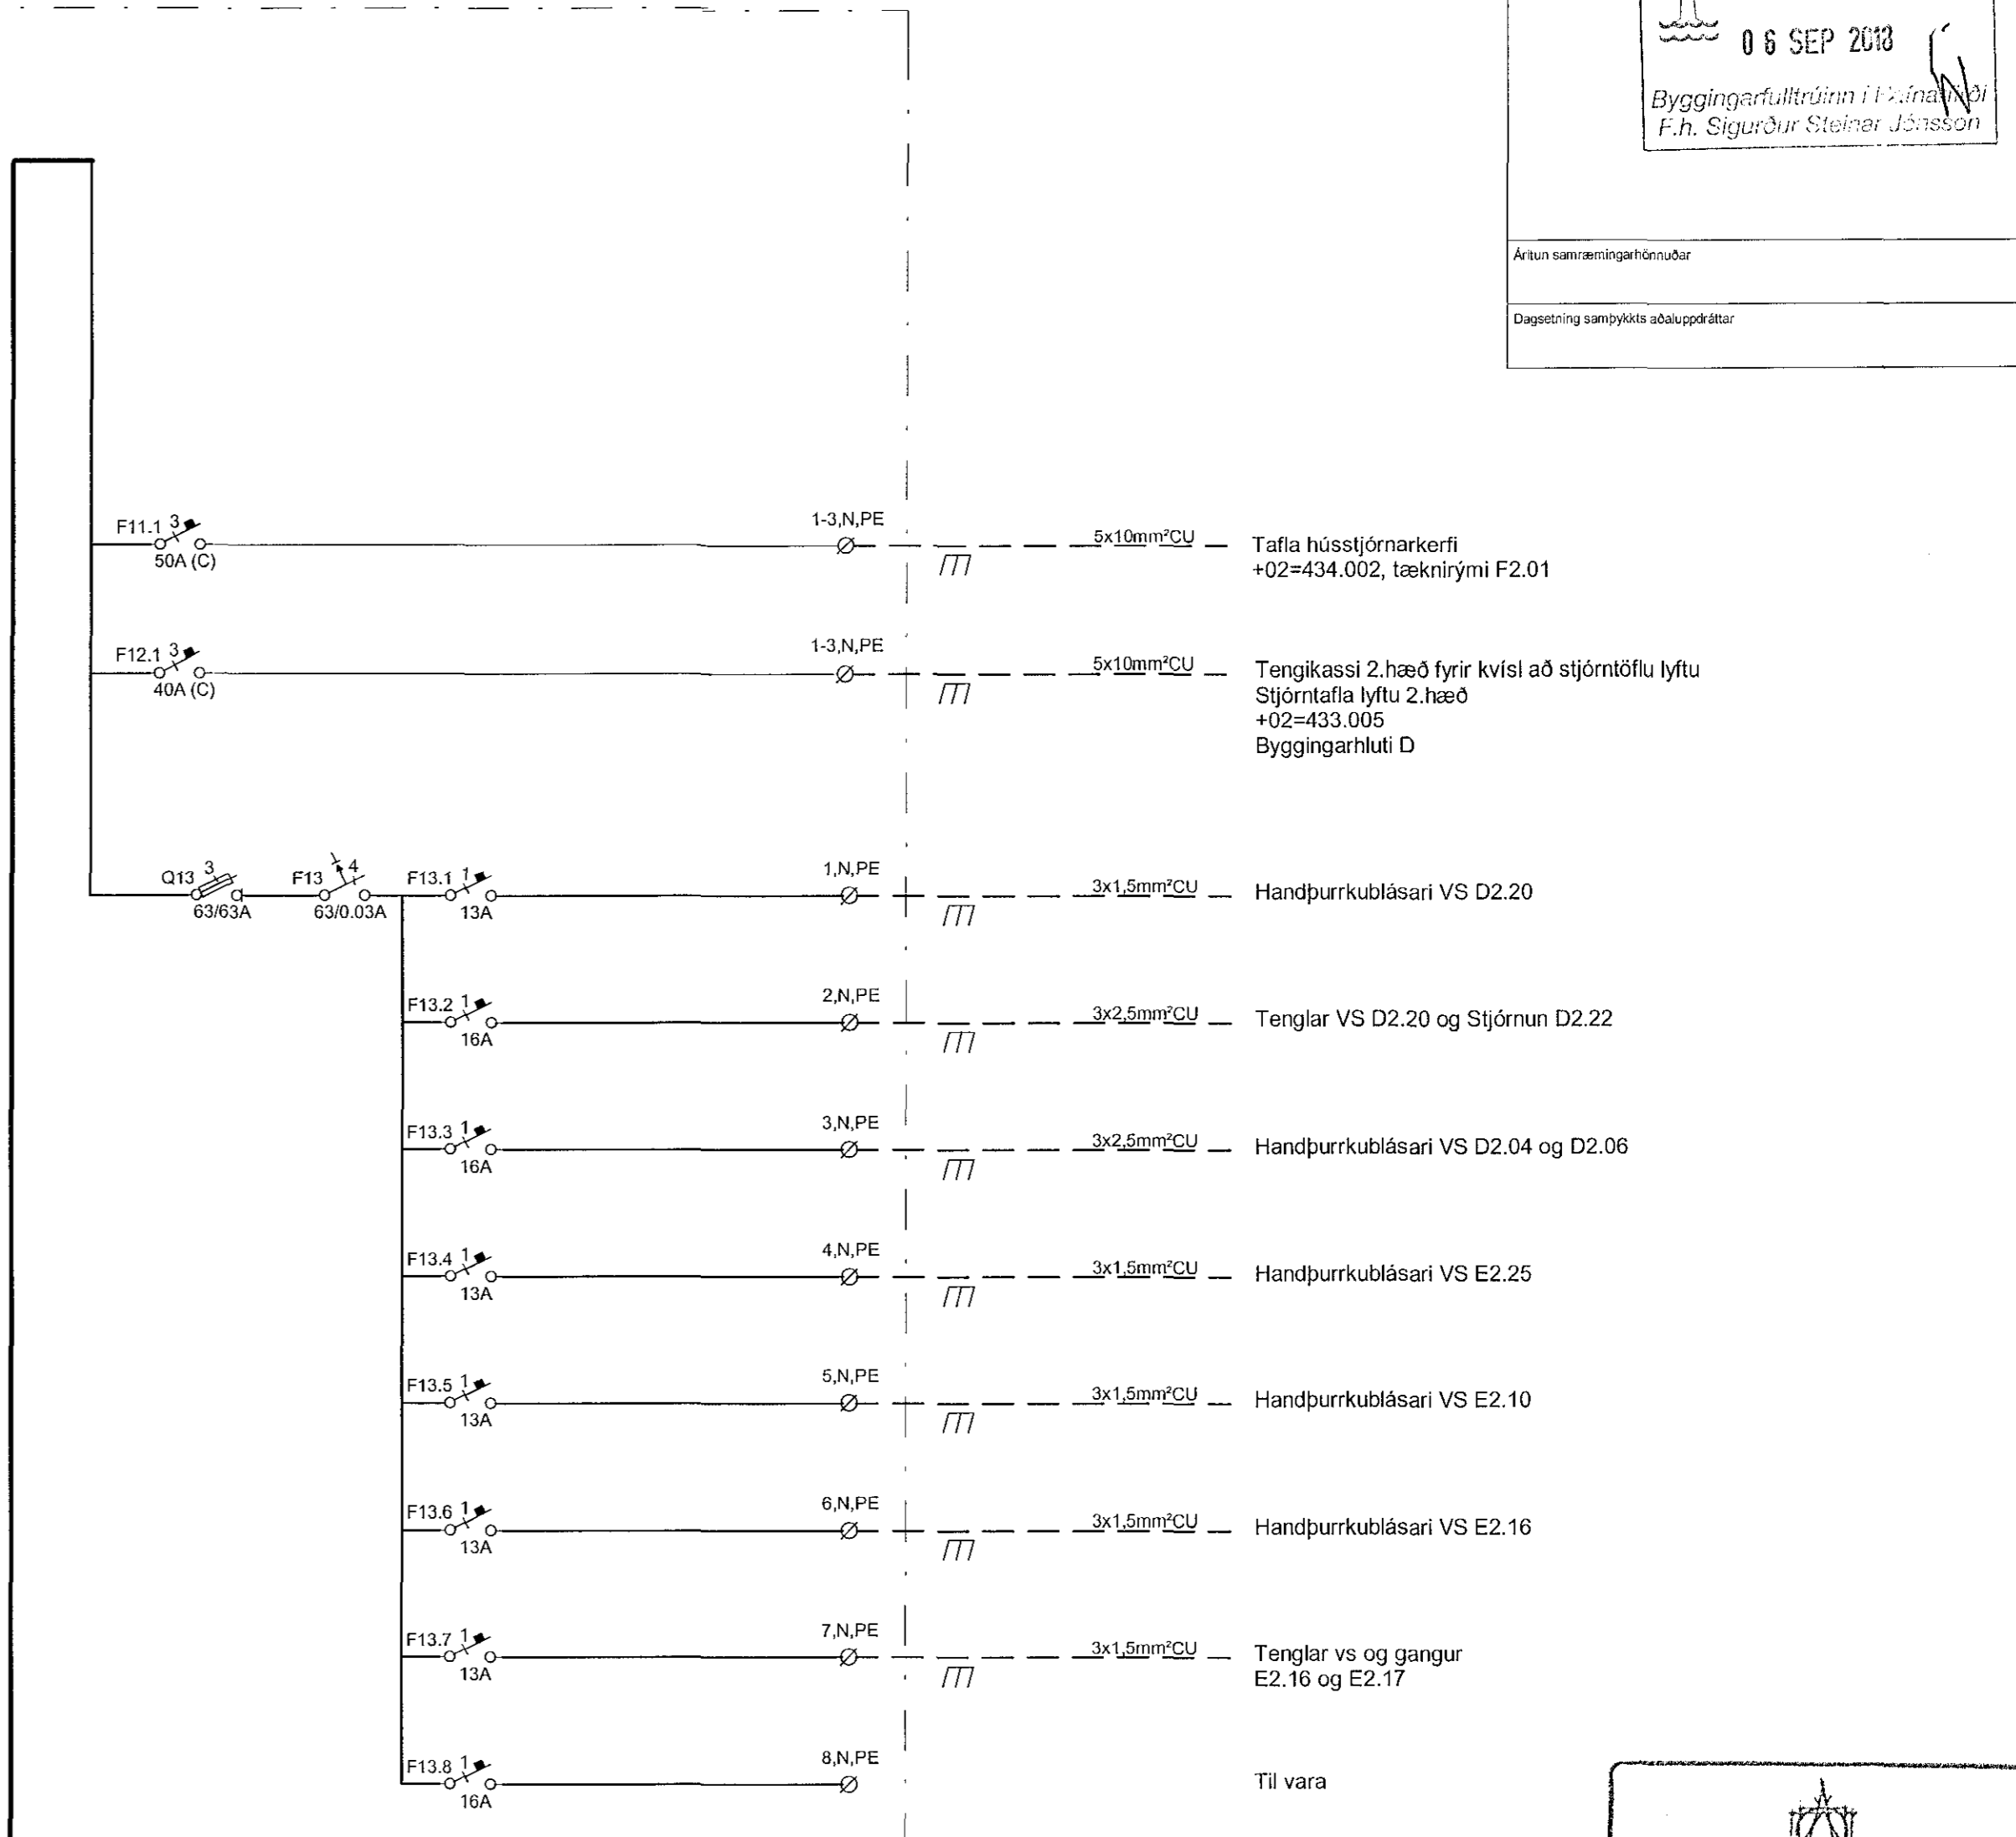 06 SEP 2018
Byggingarfulltrúinn í
F.h. Sigurður Steinar Jónsson
Áritun samræmingarhönnuðar
Dagsetning samþykkts aðaluppdráttar
F11.1 3 1-3,N,PE 5x10mm²CU Tafla hússtjórnarkerfi
50A (C) +02=434.002, tæknirými F2.01
F12.1 3 1-3,N,PE 5x10mm²CU Tengikassi 2.hæð fyrir kvísl að stjórntöflu lyftu
40A (C) Stjórntafla lyftu 2.hæð
+02=433.005
Byggingarhluti D
Q13 3 F13 4 F13.1 1 1,N,PE 3x1,5mm²CU Handþurrkublásari VS D2.20
63/63A 63/0.03A 13A
F13.2 1 2,N,PE 3x2,5mm²CU Tenglar VS D2.20 og Stjórnun D2.22
16A
F13.3 1 3,N,PE 3x2,5mm²CU Handþurrkublásari VS D2.04 og D2.06
16A
F13.4 1 4,N,PE 3x1,5mm²CU Handþurrkublásari VS E2.25
13A
F13.5 1 5,N,PE 3x1,5mm²CU Handþurrkublásari VS E2.10
13A
F13.6 1 6,N,PE 3x1,5mm²CU Handþurrkublásari VS E2.16
13A
F13.7 1 7,N,PE 3x1,5mm²CU Tenglar vs og gangur
13A E2.16 og E2.17
F13.8 1 8,N,PE Til vara
16A